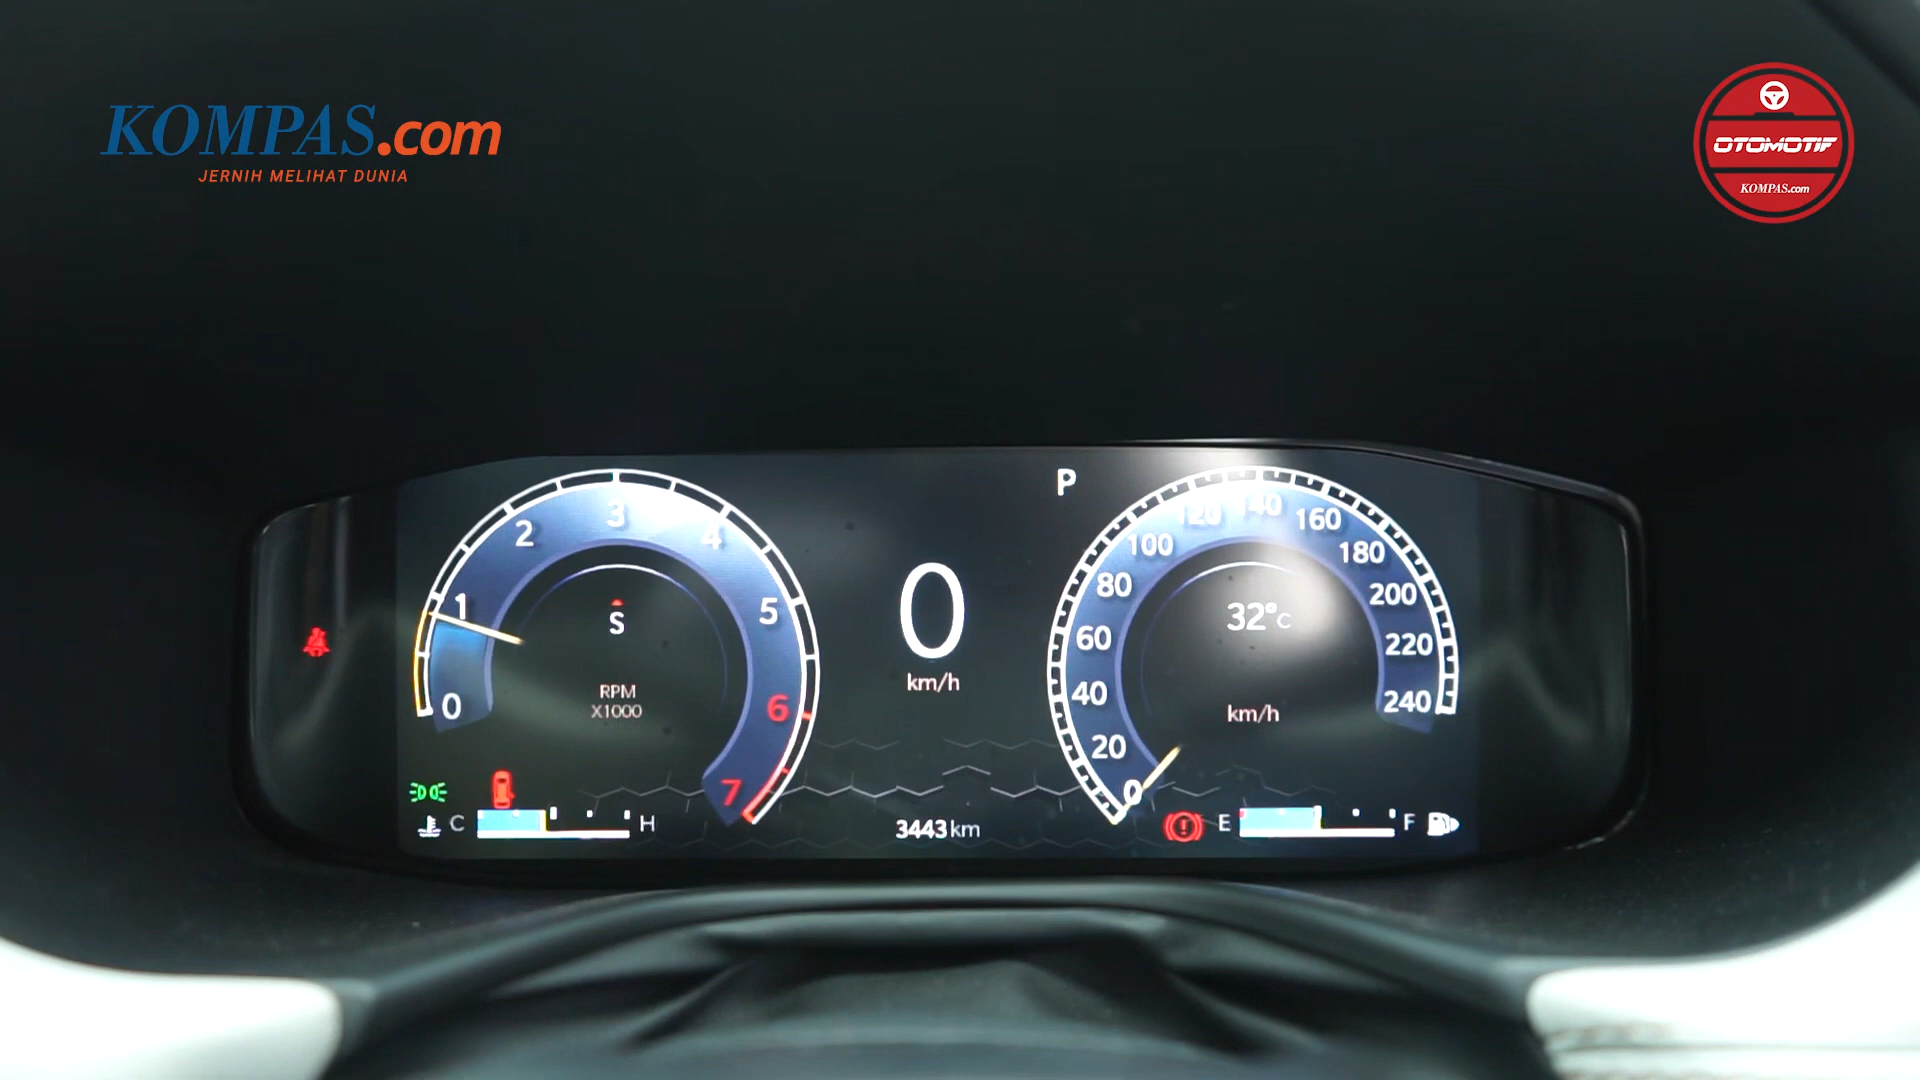 KOMPAS.com
JERNIH MELIHAT DUNIA
OTOMOTIF
KOMPAS.com
0
1
2
3
4
5
6
7
S
RPM
X1000
C
H
0
km/h
3443 km
P
0
20
40
60
80
100
120
140
160
180
200
220
240
32°C
km/h
E
F